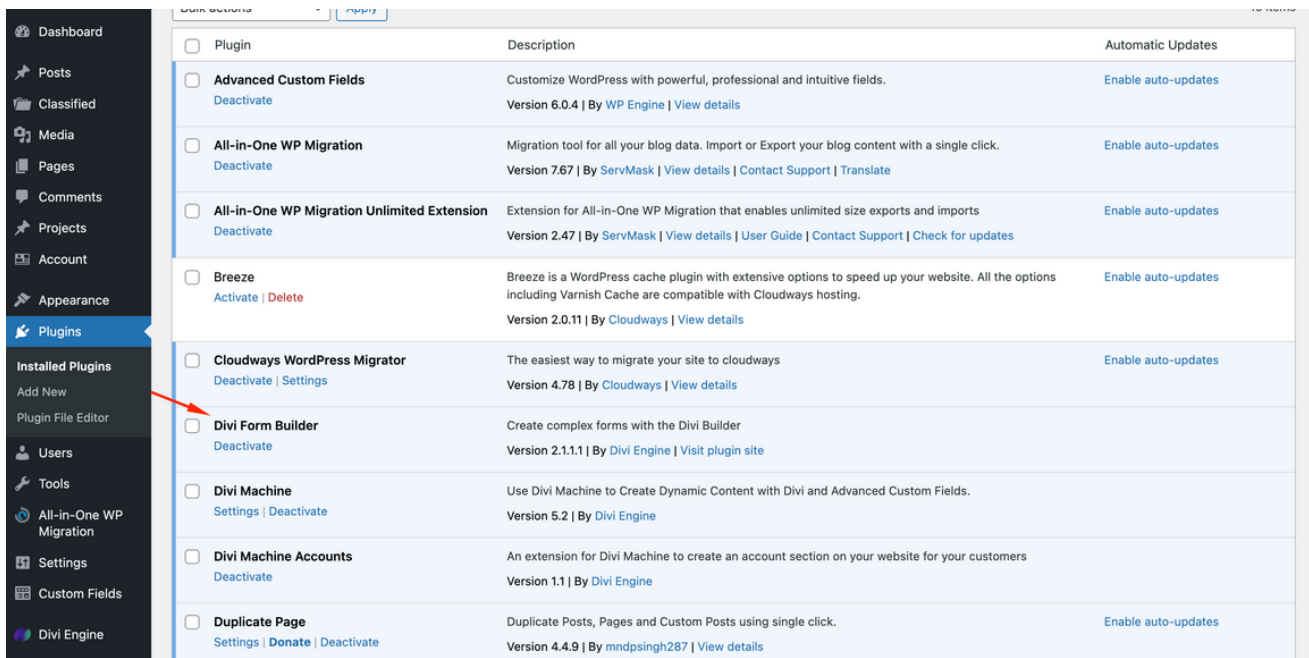 Bulk actions Apply 10 items
Dashboard
Posts
Classified
Media
Pages
Comments
Projects
Account
Appearance
Plugins
Installed Plugins
Add New
Plugin File Editor
Users
Tools
All-in-One WP
Migration
Settings
Custom Fields
Divi Engine
Plugin Description Automatic Updates
Advanced Custom Fields Customize WordPress with powerful, professional and intuitive fields. Enable auto-updates
Deactivate
Version 6.0.4 | By WP Engine | View details
All-in-One WP Migration Migration tool for all your blog data. Import or Export your blog content with a single click. Enable auto-updates
Deactivate
Version 7.67 | By ServMask | View details | Contact Support | Translate
All-in-One WP Migration Unlimited Extension Extension for All-in-One WP Migration that enables unlimited size exports and imports Enable auto-updates
Deactivate
Version 2.47 | By ServMask | View details | User Guide | Contact Support | Check for updates
Breeze Breeze is a WordPress cache plugin with extensive options to speed up your website. All the options Enable auto-updates
Activate | Delete including Varnish Cache are compatible with Cloudways hosting.
Version 2.0.11 | By Cloudways | View details
Cloudways WordPress Migrator The easiest way to migrate your site to cloudways Enable auto-updates
Deactivate | Settings
Version 4.78 | By Cloudways | View details
Divi Form Builder Create complex forms with the Divi Builder
Deactivate
Version 2.1.1.1 | By Divi Engine | Visit plugin site
Divi Machine Use Divi Machine to Create Dynamic Content with Divi and Advanced Custom Fields.
Settings | Deactivate
Version 5.2 | By Divi Engine
Divi Machine Accounts An extension for Divi Machine to create an account section on your website for your customers
Deactivate
Version 1.1 | By Divi Engine
Duplicate Page Duplicate Posts, Pages and Custom Posts using single click. Enable auto-updates
Settings | Donate | Deactivate
Version 4.4.9 | By mndpsingh287 | View details